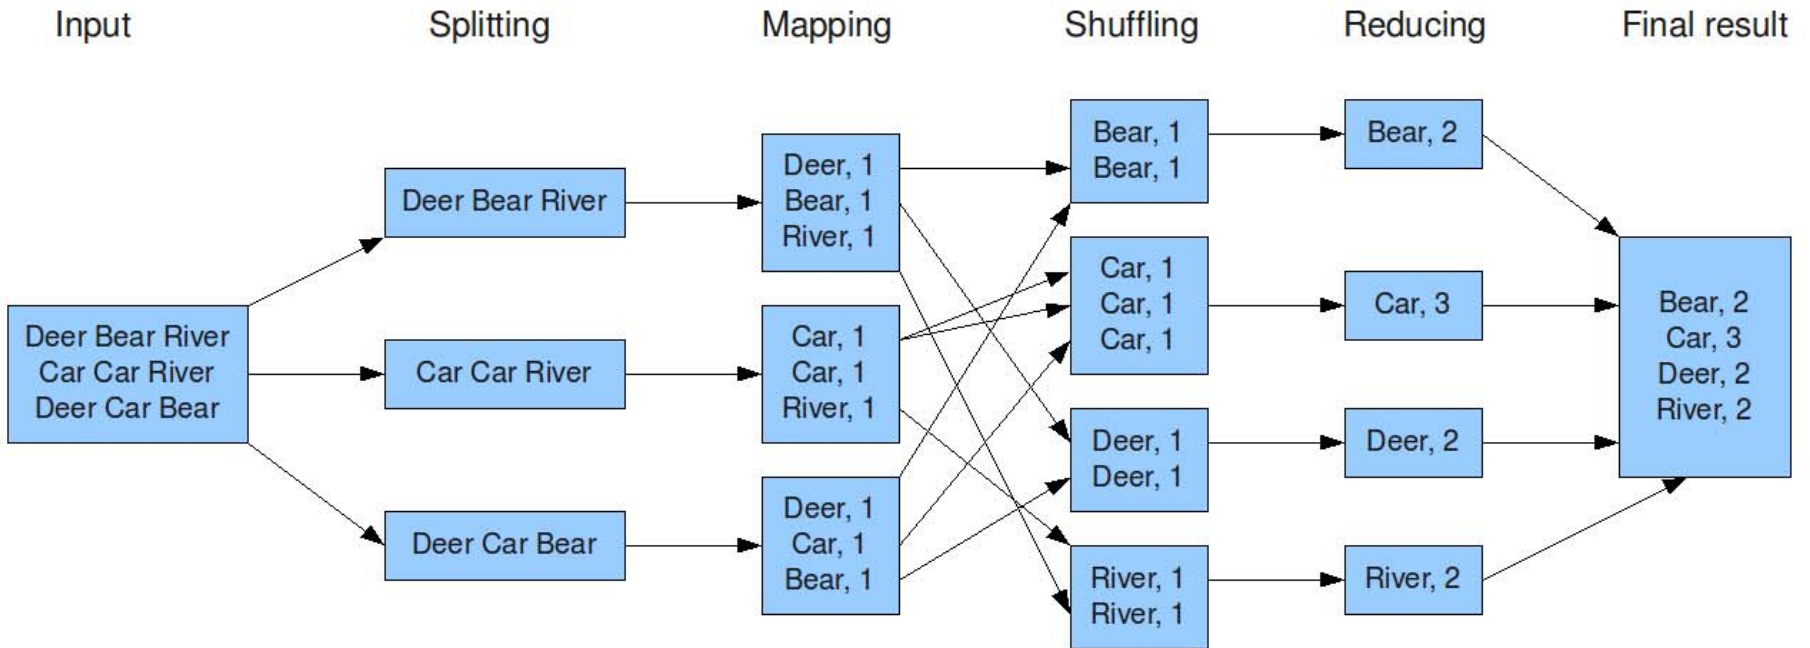 Input
Splitting
Mapping
Shuffling
Reducing
Final result
Deer Bear River
Car Car River
Deer Car Bear
Deer Bear River
Car Car River
Deer Car Bear
Deer, 1
Bear, 1
River, 1
Car, 1
Car, 1
River, 1
Deer, 1
Car, 1
Bear, 1
Bear, 1
Bear, 1
Car, 1
Car, 1
Car, 1
Deer, 1
Deer, 1
River, 1
River, 1
Bear, 2
Car, 3
Deer, 2
River, 2
Bear, 2
Car, 3
Deer, 2
River, 2